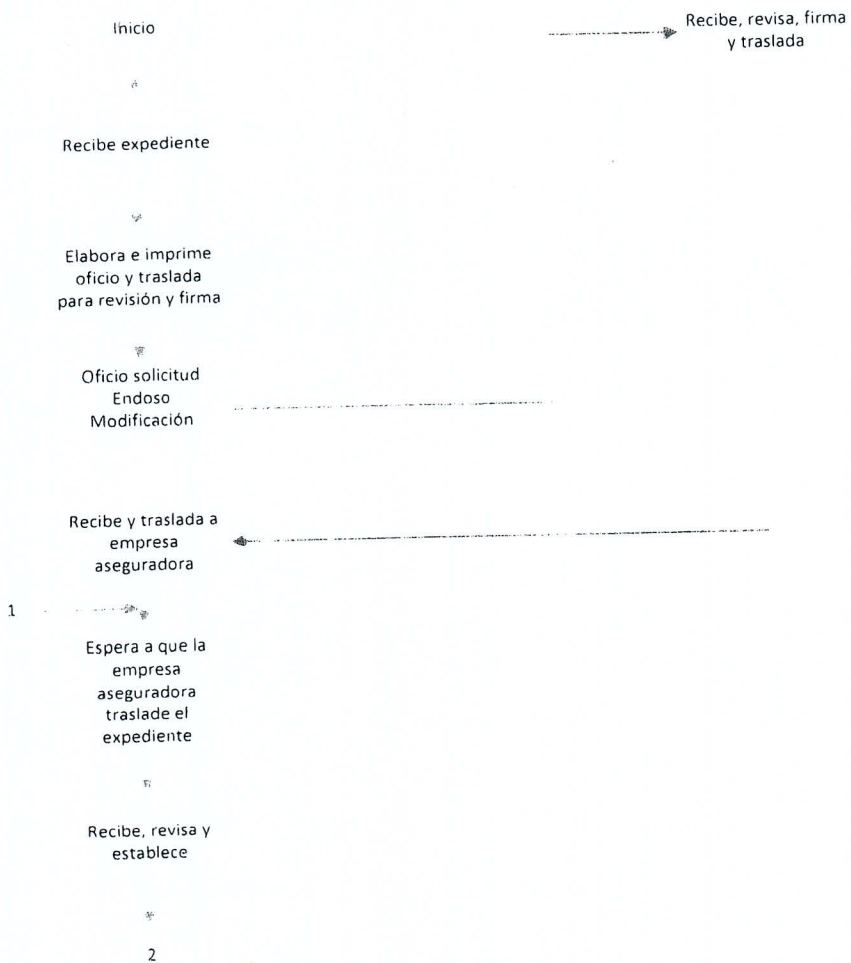 Inicio
Recibe, revisa, firma
y traslada
Recibe expediente
Elabora e imprime
oficio y traslada
para revisión y firma
Oficio solicitud
Endoso
Modificación
Recibe y traslada a
empresa
aseguradora
1
Espera a que la
empresa
aseguradora
traslade el
expediente
Recibe, revisa y
establece
2